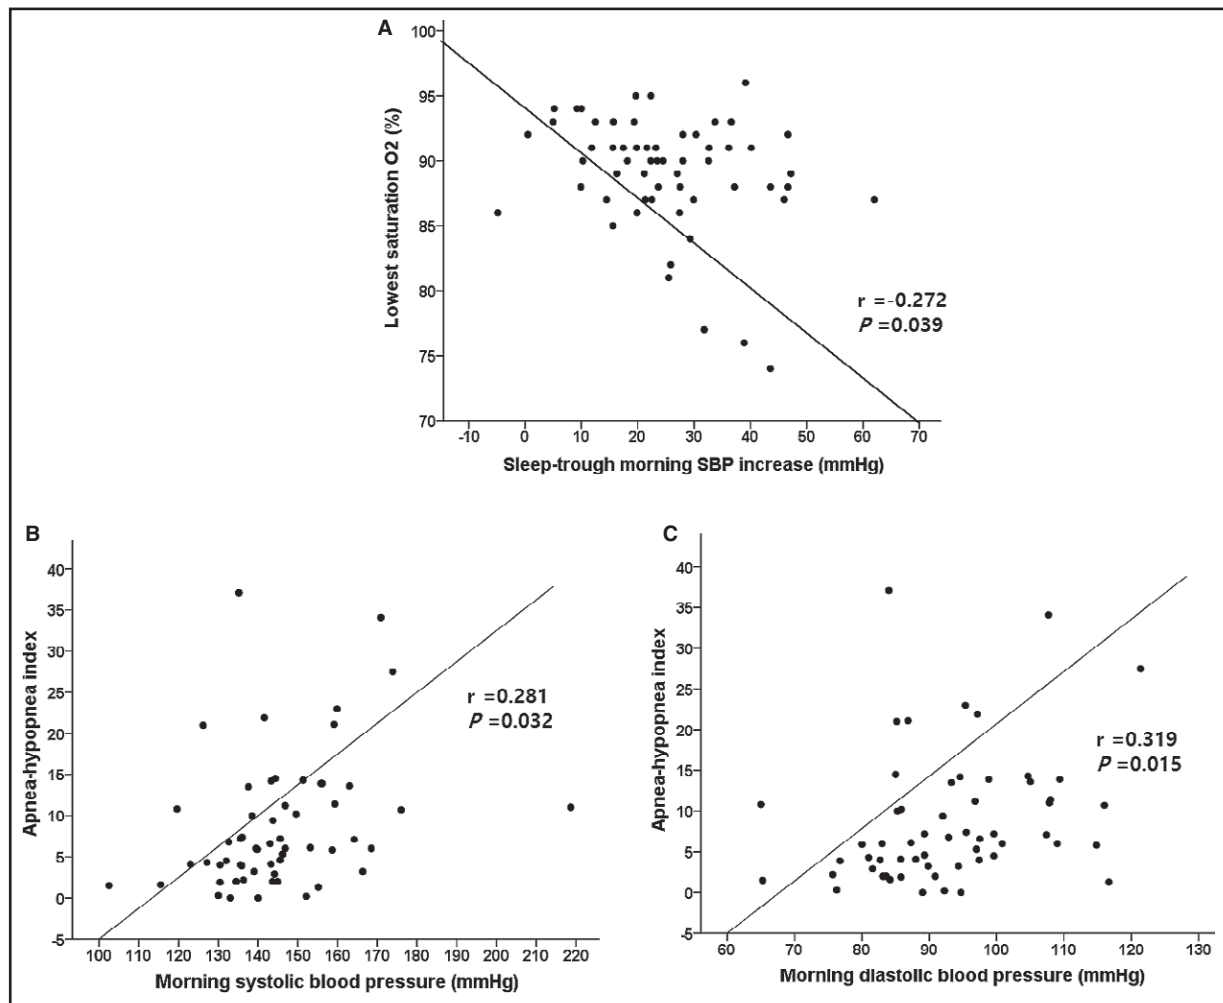 A
100
95
90
85
80
75
70
Lowest saturation O2 (%)
r =-0.272
P =0.039
-10 0 10 20 30 40 50 60 70
Sleep-trough morning SBP increase (mmHg)
B
40
35
30
25
20
15
10
5
0
-5
Apnea-hypopnea index
r =0.281
P =0.032
100 110 120 130 140 150 160 170 180 190 200 210 220
Morning systolic blood pressure (mmHg)
C
40
35
30
25
20
15
10
5
0
-5
Apnea-hypopnea index
r =0.319
P =0.015
60 70 80 90 100 110 120 130
Morning diastolic blood pressure (mmHg)